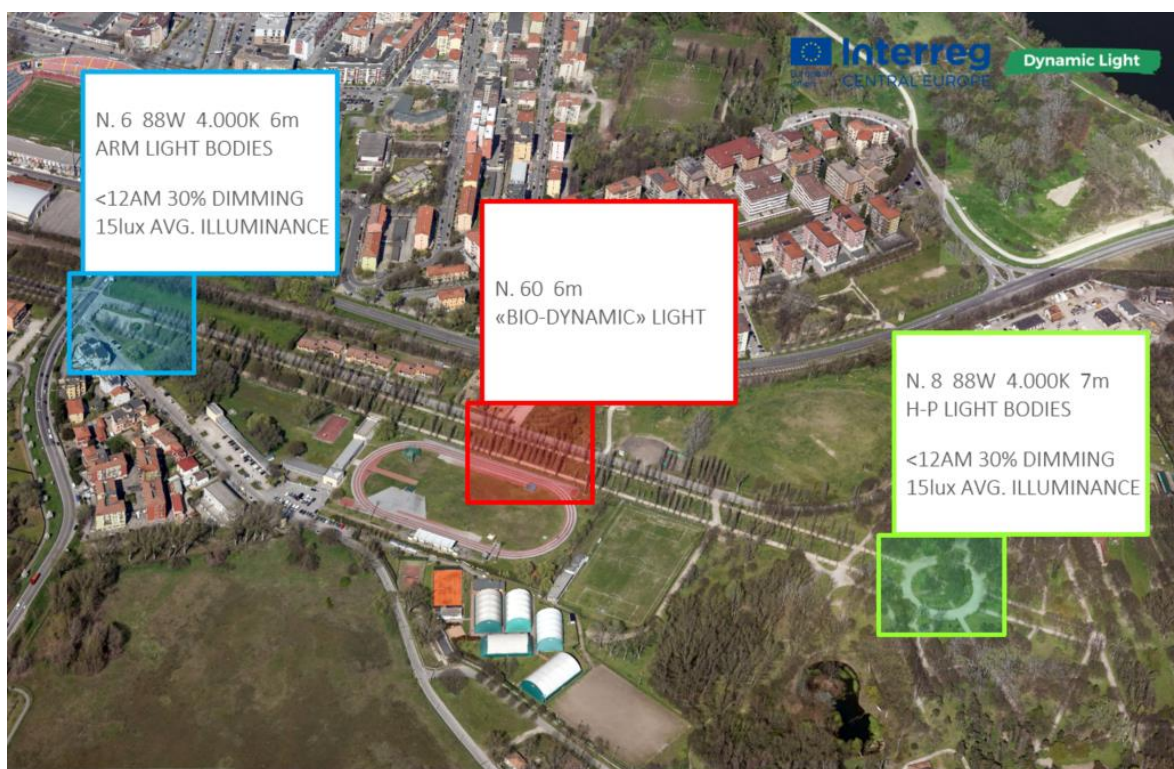 Interreg
CENTRAL EUROPE
Dynamic Light
N. 6 88W 4.000K 6m
ARM LIGHT BODIES
<12AM 30% DIMMING
15lux AVG. ILLUMINANCE
N. 60 6m
«BIO-DYNAMIC» LIGHT
N. 8 88W 4.000K 7m
H-P LIGHT BODIES
<12AM 30% DIMMING
15lux AVG. ILLUMINANCE